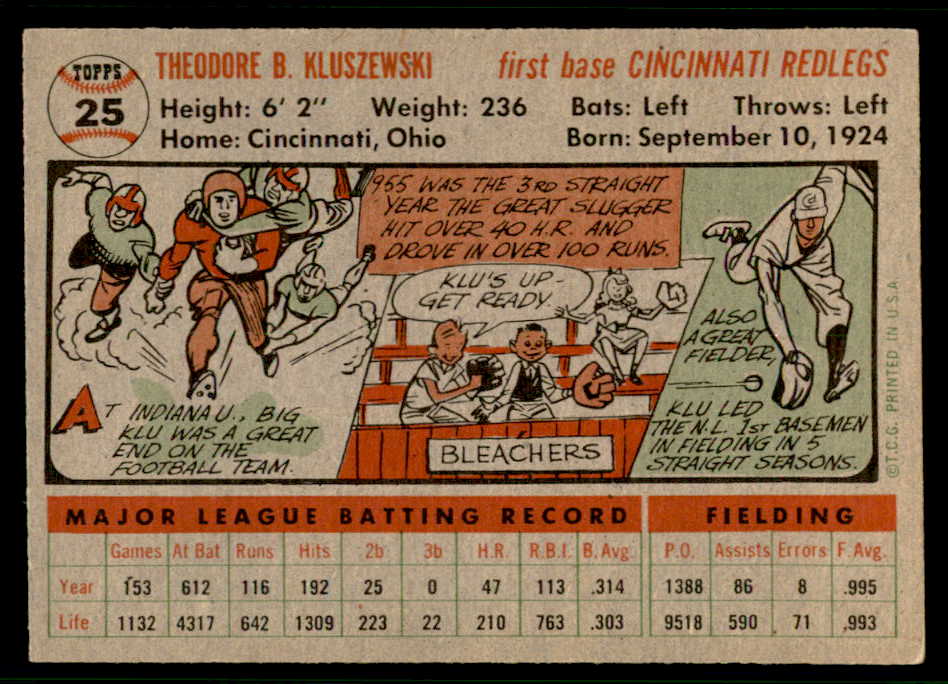 TOPPS
25
THEODORE B. KLUSZEWSKI first base CINCINNATI REDLEGS
Height: 6' 2" Weight: 236 Bats: Left Throws: Left
Home: Cincinnati, Ohio Born: September 10, 1924
AT INDIANA U., BIG
KLU WAS A GREAT
END ON THE
FOOTBALL TEAM.
1955 WAS THE 3RD STRAIGHT
YEAR THE GREAT SLUGGER
HIT OVER 40 H.R. AND
DROVE IN OVER 100 RUNS.
KLU'S UP-
GET READY.
BLEACHERS
C
ALSO
A GREAT
FIELDER,
KLU LED
THE N.L. 1ST BASEMEN
IN FIELDING IN 5
STRAIGHT SEASONS.
©T.C.G. PRINTED IN U.S.A.
MAJOR LEAGUE BATTING RECORD FIELDING
Games At Bat Runs Hits 2b 3b H.R. R.B.I. B. Avg. P.O. Assists Errors F. Avg.
Year 153 612 116 192 25 0 47 113 .314 1388 86 8 .995
Life 1132 4317 642 1309 223 22 210 763 .303 9518 590 71 .993